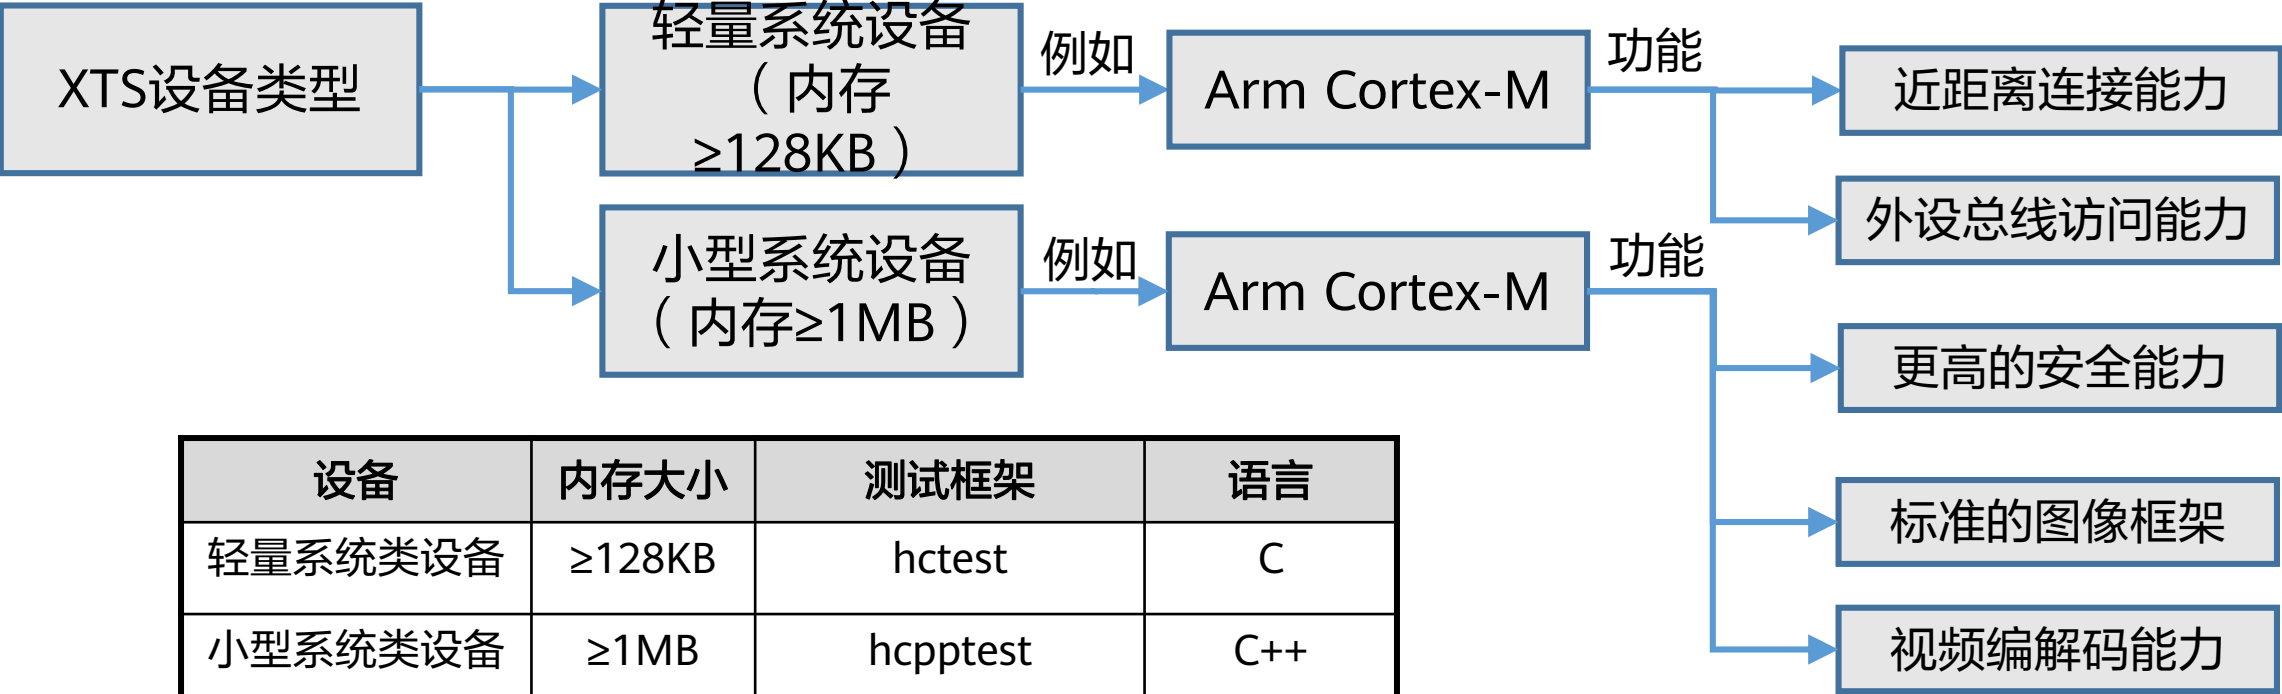 XTS设备类型
轻量系统设备
（内存
≥128KB）
例如
Arm Cortex-M
功能
近距离连接能力
外设总线访问能力
小型系统设备
（内存≥1MB）
例如
Arm Cortex-M
功能
更高的安全能力
标准的图像框架
视频编解码能力
设备 内存大小 测试框架 语言
轻量系统类设备 ≥128KB hctest C
小型系统类设备 ≥1MB hcpptest C++